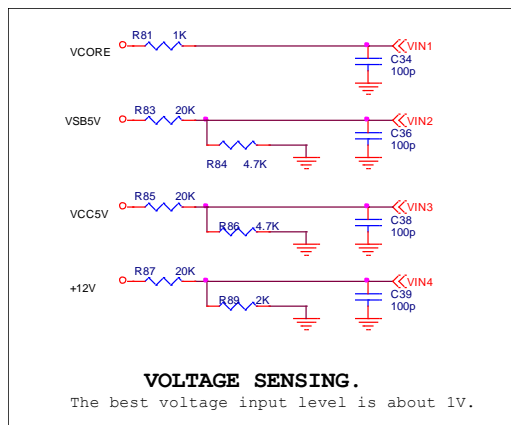 R81 1K
VCORE
VIN1
C34
100p
R83 20K
VSB5V
VIN2
C36
100p
R84 4.7K
R85 20K
VCC5V
VIN3
R86 4.7K
C38
100p
R87 20K
+12V
VIN4
R89 2K
C39
100p
VOLTAGE SENSING.
The best voltage input level is about 1V.